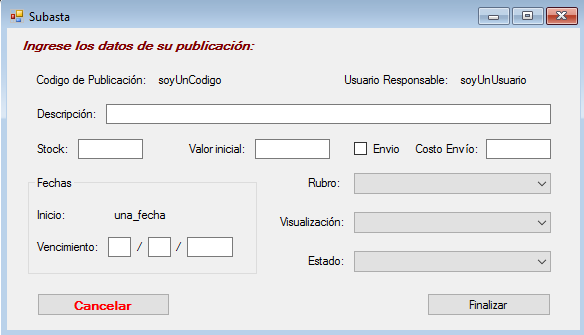 Subasta
Ingrese los datos de su publicación:
Codigo de Publicación: soyUnCodigo Usuario Responsable: soyUnUsuario
Descripción:
Stock: Valor inicial: Envio Costo Envío:
Fechas
Rubro:
Inicio: una_fecha
Visualización:
Vencimiento: / /
Estado:
Cancelar Finalizar